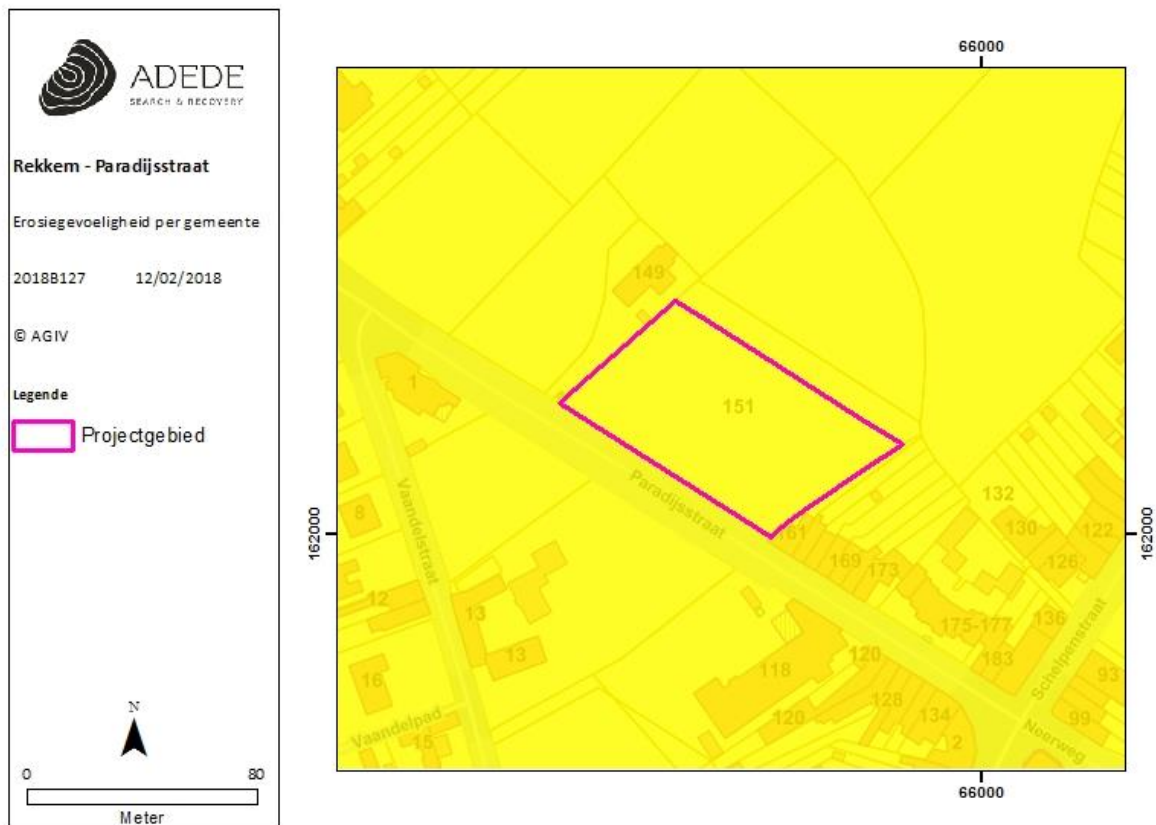 ADEDE
SEARCH & RECOVERY
Rekkem - Paradijsstraat
Erosiegevoeligheid per gemeente
2018B127 12/02/2018
© AGIV
Legende
Projectgebied
N
0 80
Meter
66000
149
151
1
Paradijsstraat
Vaandelstraat
8
162000
162000
132
130
122
126
161
169
173
12
13
13
175-177
136
183
Schelpenstraat
93
118
120
120
128
134
2
99
16
Vaandelpad
15
Neerweg
66000